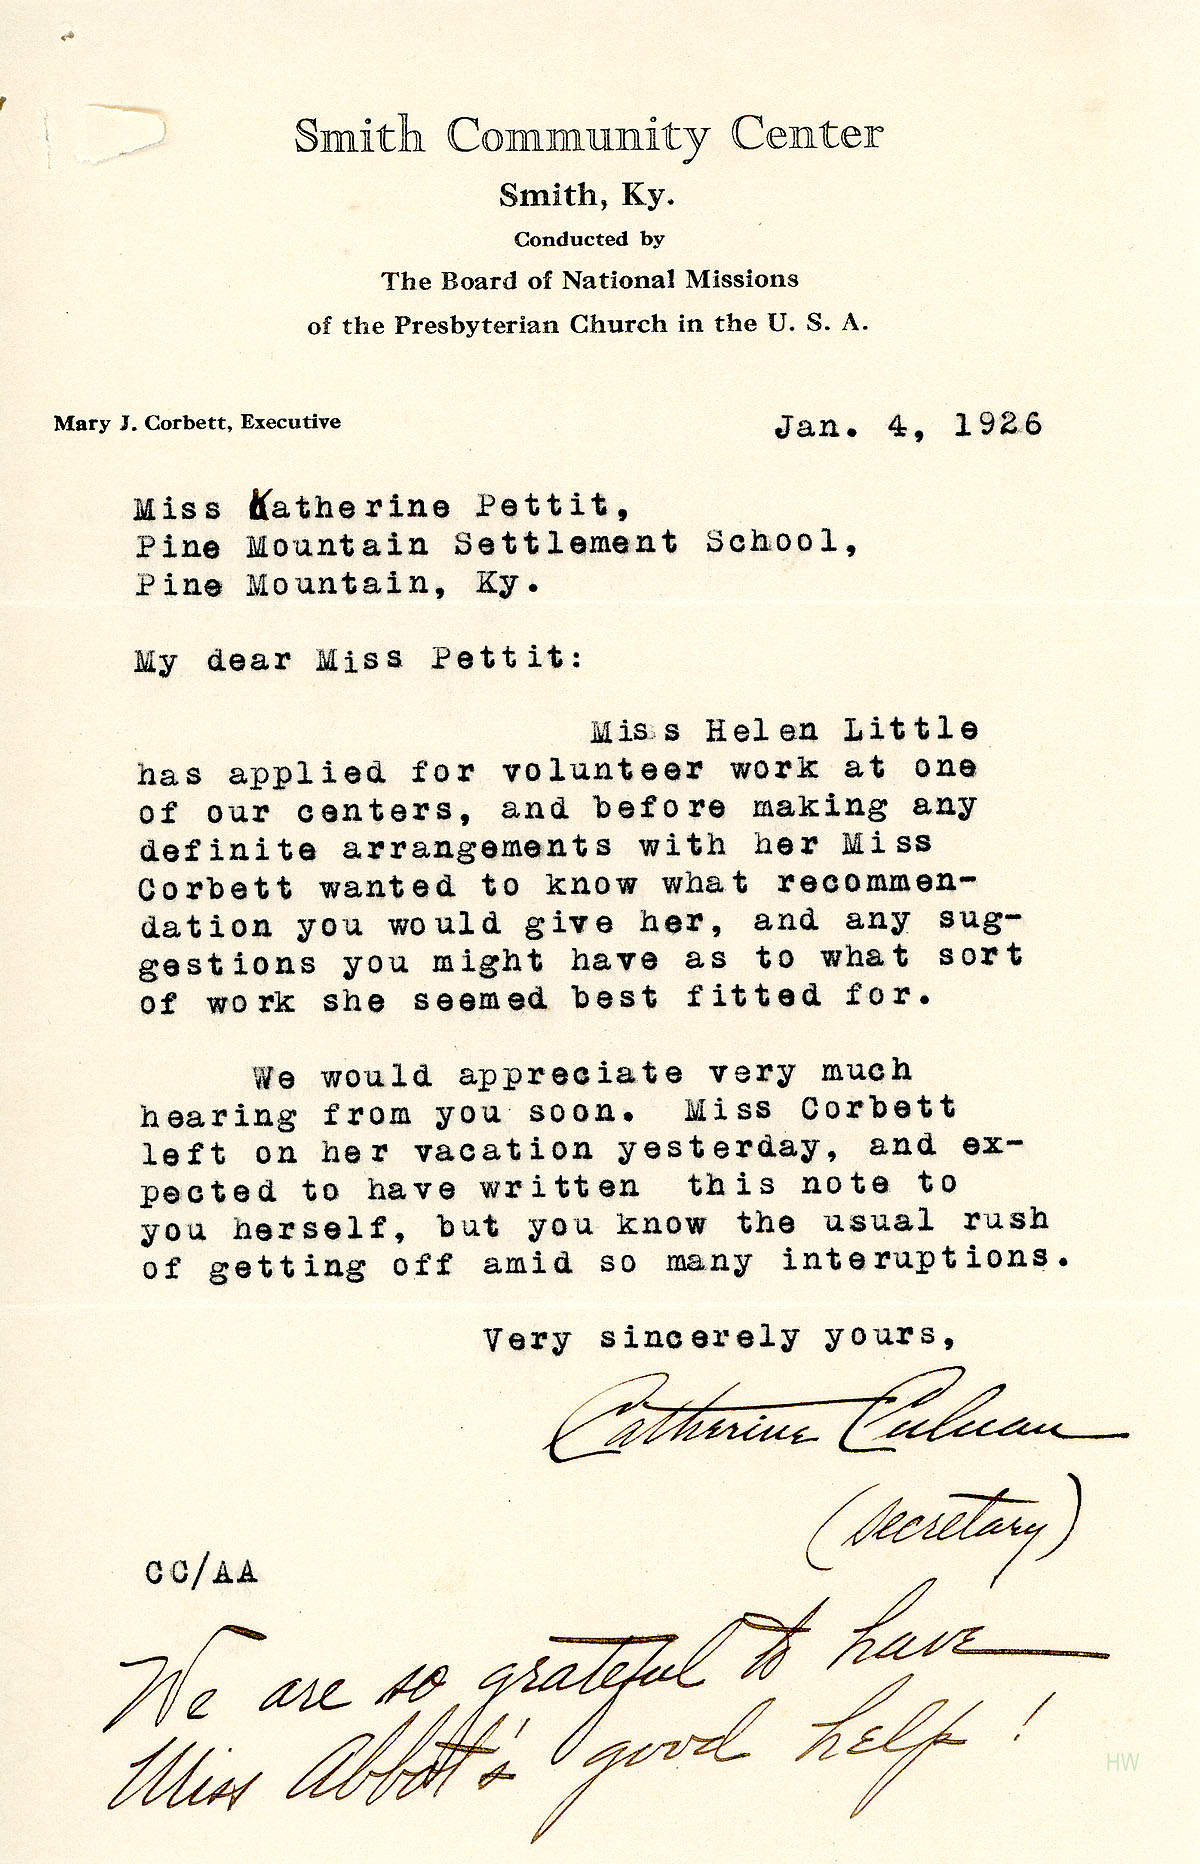 Smith Community Center
Smith, Ky.
Conducted by
The Board of National Missions
of the Presbyterian Church in the U. S. A.
Mary J. Corbett, Executive
Jan. 4, 1926
Miss Katherine Pettit,
Pine Mountain Settlement School,
Pine Mountain, Ky.
My dear Miss Pettit:
Miss Helen Little
has applied for volunteer work at one
of our centers, and before making any
definite arrangements with her Miss
Corbett wanted to know what recommen-
dation you would give her, and any sug-
gestions you might have as to what sort
of work she seemed best fitted for.
We would appreciate very much
hearing from you soon. Miss Corbett
left on her vacation yesterday, and ex-
pected to have written this note to
you herself, but you know the usual rush
of getting off amid so many interuptions.
Very sincerely yours,
Catherine
(secretary)
CC/AA
We are so grateful to have
Miss Abbott's good help!
HW